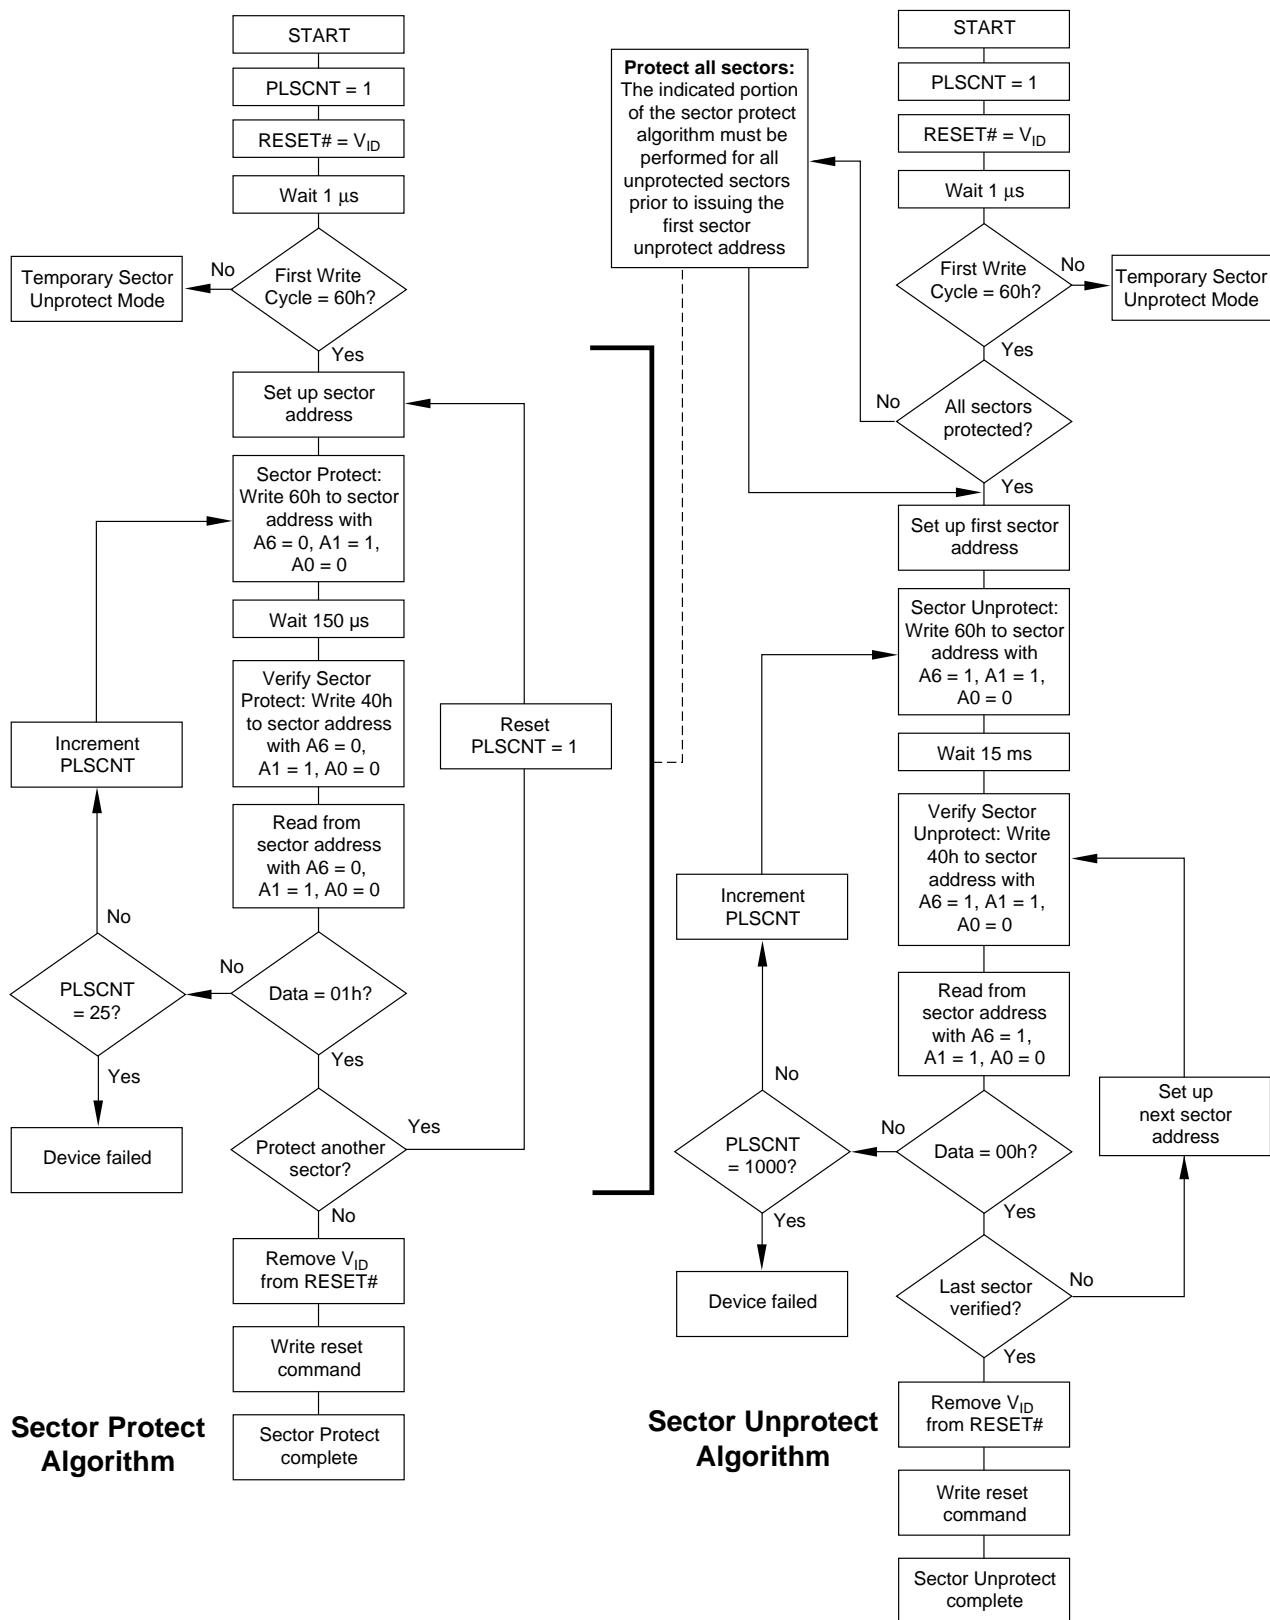 START
PLSCNT = 1
RESET# = VID
Wait 1 μs
First Write
Cycle = 60h?
No
Temporary Sector
Unprotect Mode
Yes
Set up sector
address
Sector Protect:
Write 60h to sector
address with
A6 = 0, A1 = 1,
A0 = 0
Wait 150 µs
Verify Sector
Protect: Write 40h
to sector address
with A6 = 0,
A1 = 1, A0 = 0
Reset
PLSCNT = 1
Increment
PLSCNT
Read from
sector address
with A6 = 0,
A1 = 1, A0 = 0
No
PLSCNT
= 25?
No
Data = 01h?
Yes
Yes
Device failed
Protect another
sector?
Yes
No
Remove VID
from RESET#
Write reset
command
Sector Protect
complete
Sector Protect
Algorithm
Protect all sectors:
The indicated portion
of the sector protect
algorithm must be
performed for all
unprotected sectors
prior to issuing the
first sector
unprotect address
START
PLSCNT = 1
RESET# = VID
Wait 1 μs
First Write
Cycle = 60h?
No
Temporary Sector
Unprotect Mode
Yes
No
All sectors
protected?
Yes
Set up first sector
address
Sector Unprotect:
Write 60h to sector
address with
A6 = 1, A1 = 1,
A0 = 0
Wait 15 ms
Verify Sector
Unprotect: Write
40h to sector
address with
A6 = 1, A1 = 1,
A0 = 0
Increment
PLSCNT
Read from
sector address
with A6 = 1,
A1 = 1, A0 = 0
No
PLSCNT
= 1000?
No
Data = 00h?
Set up
next sector
address
Yes
Yes
Device failed
Last sector
verified?
No
Yes
Remove VID
from RESET#
Write reset
command
Sector Unprotect
complete
Sector Unprotect
Algorithm